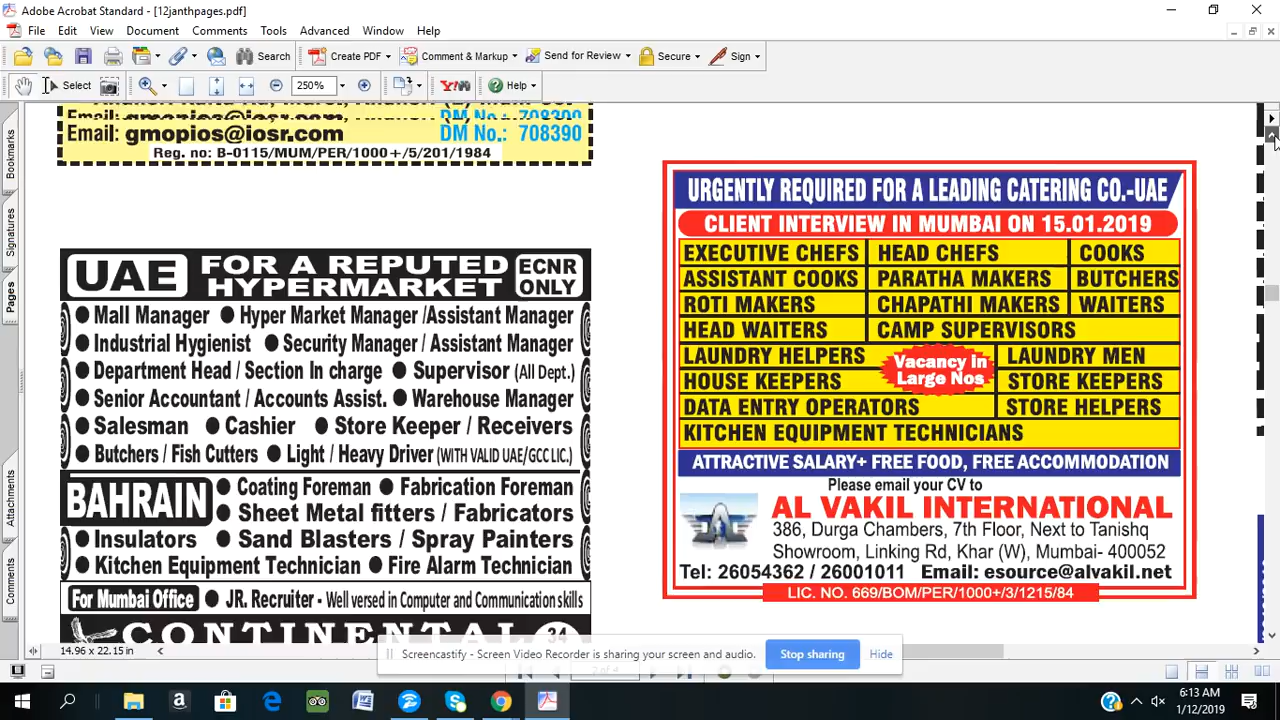 Adobe Acrobat Standard - [12janthpages.pdf]
File Edit View Document Comments Tools Advanced Window Help
Search Create PDF Comment & Markup Send for Review Secure Sign
Select 250% Y! Help
Bookmarks
Signatures
Pages
Attachments
Comments
Email: gmopios@iosr.com DM No.: 708390
Reg. no: B-0115/MUM/PER/1000+/5/201/1984
UAE FOR A REPUTED HYPERMARKET ECNR ONLY
● Mall Manager ● Hyper Market Manager /Assistant Manager
● Industrial Hygienist ● Security Manager / Assistant Manager
● Department Head / Section In charge ● Supervisor (All Dept.)
● Senior Accountant / Accounts Assist. ● Warehouse Manager
● Salesman ● Cashier ● Store Keeper / Receivers
● Butchers / Fish Cutters ● Light / Heavy Driver (WITH VALID UAE/GCC LIC.)
BAHRAIN ● Coating Foreman ● Fabrication Foreman
● Sheet Metal fitters / Fabricators
● Insulators ● Sand Blasters / Spray Painters
● Kitchen Equipment Technician ● Fire Alarm Technician
For Mumbai Office ● JR. Recruiter - Well versed in Computer and Communication skills
CONTINENTAL 34
URGENTLY REQUIRED FOR A LEADING CATERING CO.-UAE
CLIENT INTERVIEW IN MUMBAI ON 15.01.2019
EXECUTIVE CHEFS HEAD CHEFS COOKS
ASSISTANT COOKS PARATHA MAKERS BUTCHERS
ROTI MAKERS CHAPATHI MAKERS WAITERS
HEAD WAITERS CAMP SUPERVISORS
LAUNDRY HELPERS LAUNDRY MEN
Vacancy in
Large Nos
HOUSE KEEPERS STORE KEEPERS
DATA ENTRY OPERATORS STORE HELPERS
KITCHEN EQUIPMENT TECHNICIANS
ATTRACTIVE SALARY+ FREE FOOD, FREE ACCOMMODATION
Please email your CV to
AL VAKIL INTERNATIONAL
386, Durga Chambers, 7th Floor, Next to Tanishq
Showroom, Linking Rd, Khar (W), Mumbai- 400052
Tel: 26054362 / 26001011 Email: esource@alvakil.net
LIC. NO. 669/BOM/PER/1000+/3/1215/84
14.96 x 22.15 in
Screencastify - Screen Video Recorder is sharing your screen and audio. Stop sharing Hide
2 of 4
6:13 AM
1/12/2019